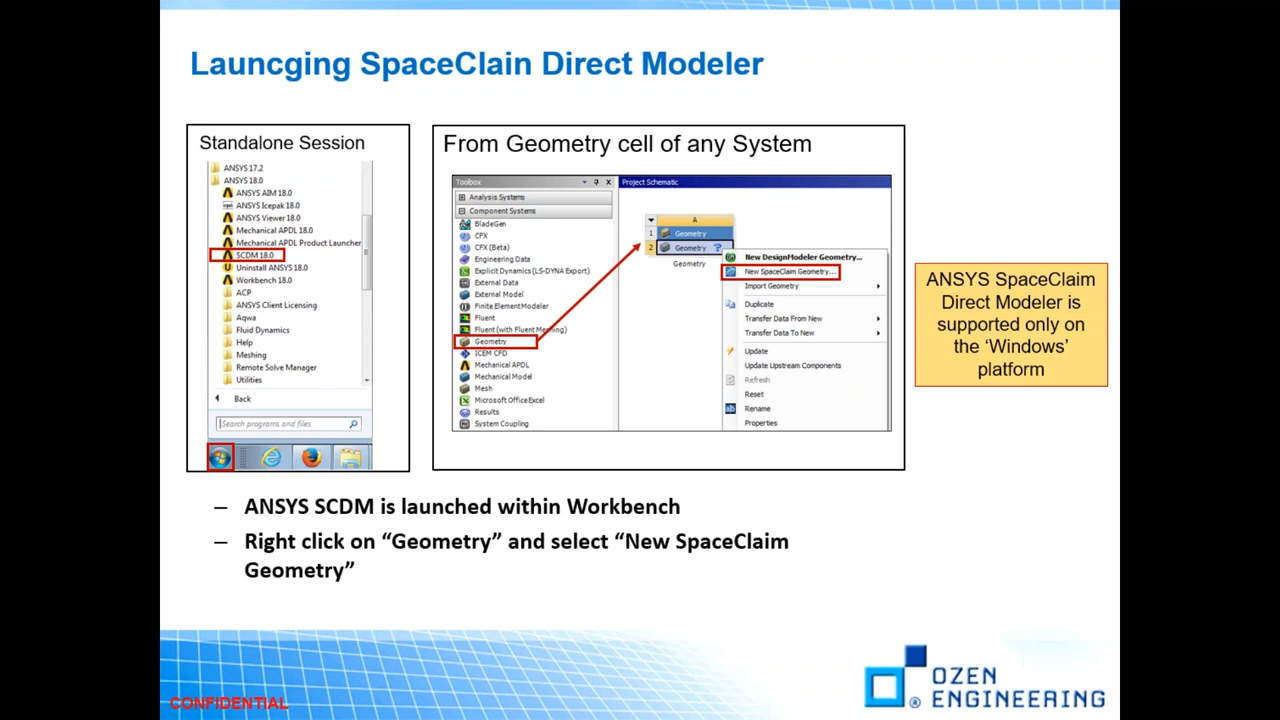 Launcging SpaceClain Direct Modeler
Standalone Session
ANSYS 17.2
ANSYS 18.0
ANSYS AIM 18.0
ANSYS Icepak 18.0
ANSYS Viewer 18.0
Mechanical APDL 18.0
Mechanical APDL Product Launcher
SCDM 18.0
Uninstall ANSYS 18.0
Workbench 18.0
ACP
ANSYS Client Licensing
Aqwa
Fluid Dynamics
Help
Meshing
Remote Solve Manager
Utilities
Back
Search programs and files
From Geometry cell of any System
Toolbox
Analysis Systems
Component Systems
BladeGen
CFX
CFX (Beta)
Engineering Data
Explicit Dynamics (LS-DYNA Export)
External Data
External Model
Finite Element Modeler
Fluent
Fluent (with Fluent Meshing)
Geometry
ICEM CFD
Mechanical APDL
Mechanical Model
Mesh
Microsoft Office Excel
Results
System Coupling
Project Schematic
A
1 Geometry
2 Geometry ?
Geometry
New DesignModeler Geometry...
New SpaceClaim Geometry...
Import Geometry
Duplicate
Transfer Data From New
Transfer Data To New
Update
Update Upstream Components
Refresh
Reset
Rename
Properties
ANSYS SpaceClaim
Direct Modeler is
supported only on
the ‘Windows’
platform
– ANSYS SCDM is launched within Workbench
– Right click on “Geometry” and select “New SpaceClaim
Geometry”
CONFIDENTIAL
OZEN
® ENGINEERING